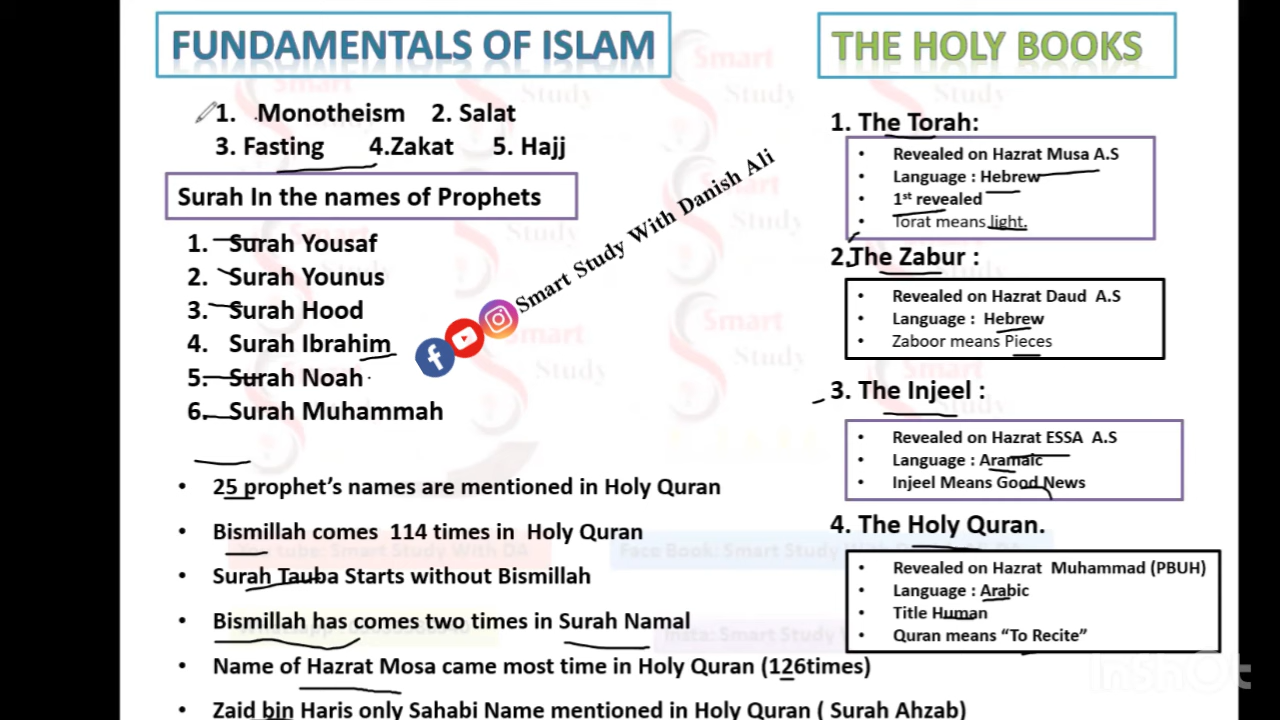 FUNDAMENTALS OF ISLAM
1. Monotheism 2. Salat
3. Fasting 4.Zakat 5. Hajj
Surah In the names of Prophets
1. Surah Yousaf
2. Surah Younus
3. Surah Hood
4. Surah Ibrahim
5. Surah Noah
6. Surah Muhammah
Smart Study With Danish Ali
• 25 prophet's names are mentioned in Holy Quran
• Bismillah comes 114 times in Holy Quran
• Surah Tauba Starts without Bismillah
• Bismillah has comes two times in Surah Namal
• Name of Hazrat Mosa came most time in Holy Quran (126times)
• Zaid bin Haris only Sahabi Name mentioned in Holy Quran ( Surah Ahzab)
THE HOLY BOOKS
1. The Torah:
• Revealed on Hazrat Musa A.S
• Language : Hebrew
• 1st revealed
• Torat means light.
2.The Zabur :
• Revealed on Hazrat Daud A.S
• Language : Hebrew
• Zaboor means Pieces
3. The Injeel :
• Revealed on Hazrat ESSA A.S
• Language : Aramaic
• Injeel Means Good News
4. The Holy Quran.
• Revealed on Hazrat Muhammad (PBUH)
• Language : Arabic
• Title Human
• Quran means “To Recite”
Smart
Study
InShOt